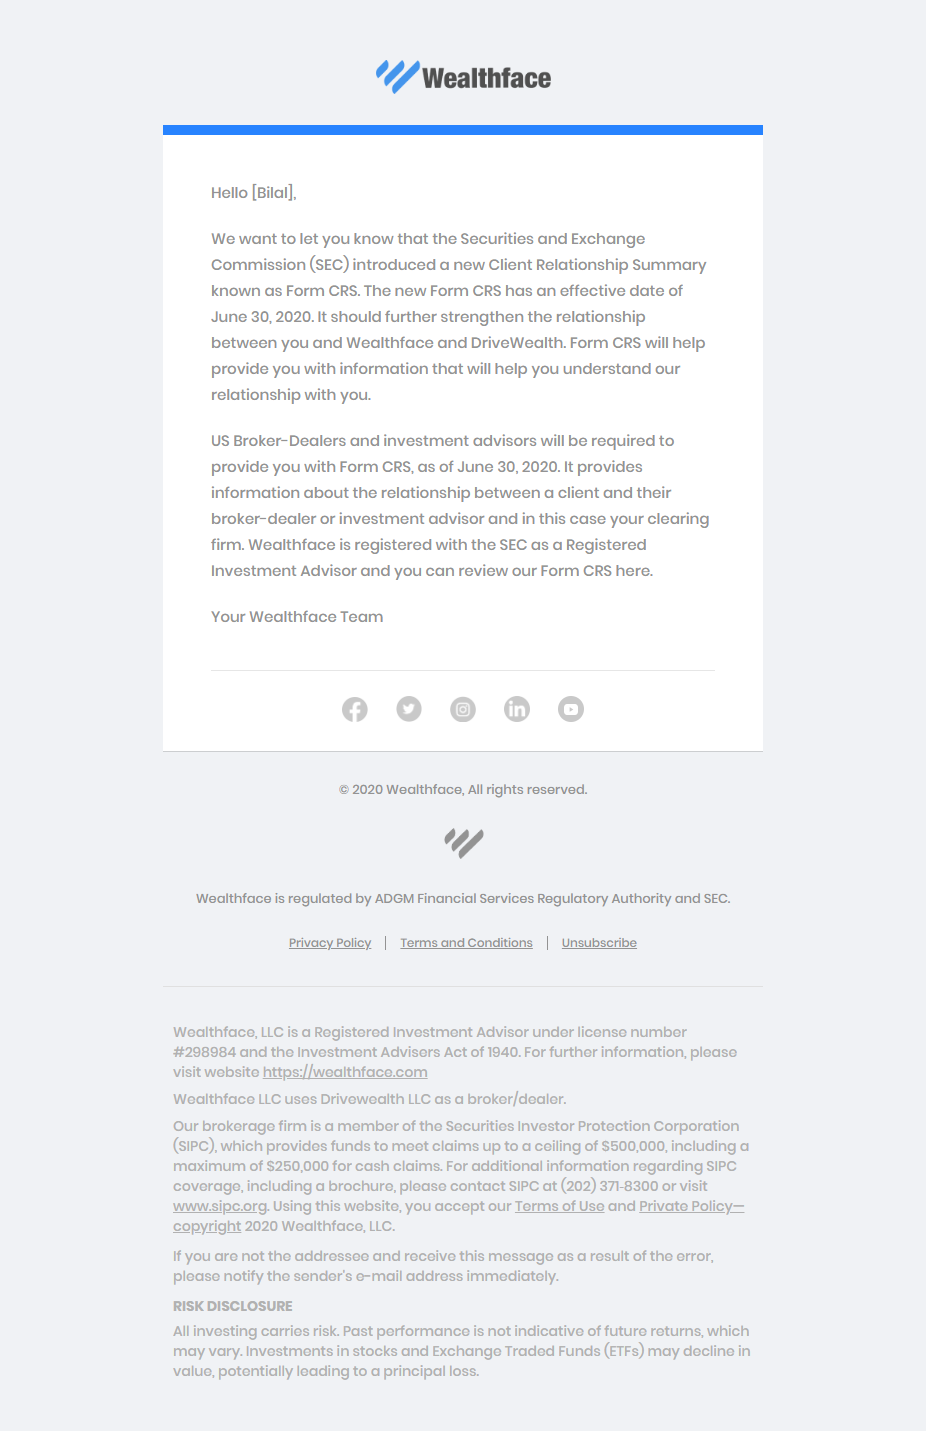 Wealthface
Hello [Bilal],
We want to let you know that the Securities and Exchange
Commission (SEC) introduced a new Client Relationship Summary
known as Form CRS. The new Form CRS has an effective date of
June 30, 2020. It should further strengthen the relationship
between you and Wealthface and DriveWealth. Form CRS will help
provide you with information that will help you understand our
relationship with you.
US Broker-Dealers and investment advisors will be required to
provide you with Form CRS, as of June 30, 2020. It provides
information about the relationship between a client and their
broker-dealer or investment advisor and in this case your clearing
firm. Wealthface is registered with the SEC as a Registered
Investment Advisor and you can review our Form CRS here.
Your Wealthface Team
© 2020 Wealthface, All rights reserved.
Wealthface is regulated by ADGM Financial Services Regulatory Authority and SEC.
Privacy Policy | Terms and Conditions | Unsubscribe
Wealthface, LLC is a Registered Investment Advisor under license number
#298984 and the Investment Advisers Act of 1940. For further information, please
visit website https://wealthface.com
Wealthface LLC uses Drivewealth LLC as a broker/dealer.
Our brokerage firm is a member of the Securities Investor Protection Corporation
(SIPC), which provides funds to meet claims up to a ceiling of $500,000, including a
maximum of $250,000 for cash claims. For additional information regarding SIPC
coverage, including a brochure, please contact SIPC at (202) 371-8300 or visit
www.sipc.org. Using this website, you accept our Terms of Use and Private Policy—
copyright 2020 Wealthface, LLC.
If you are not the addressee and receive this message as a result of the error,
please notify the sender's e-mail address immediately.
RISK DISCLOSURE
All investing carries risk. Past performance is not indicative of future returns, which
may vary. Investments in stocks and Exchange Traded Funds (ETFs) may decline in
value, potentially leading to a principal loss.